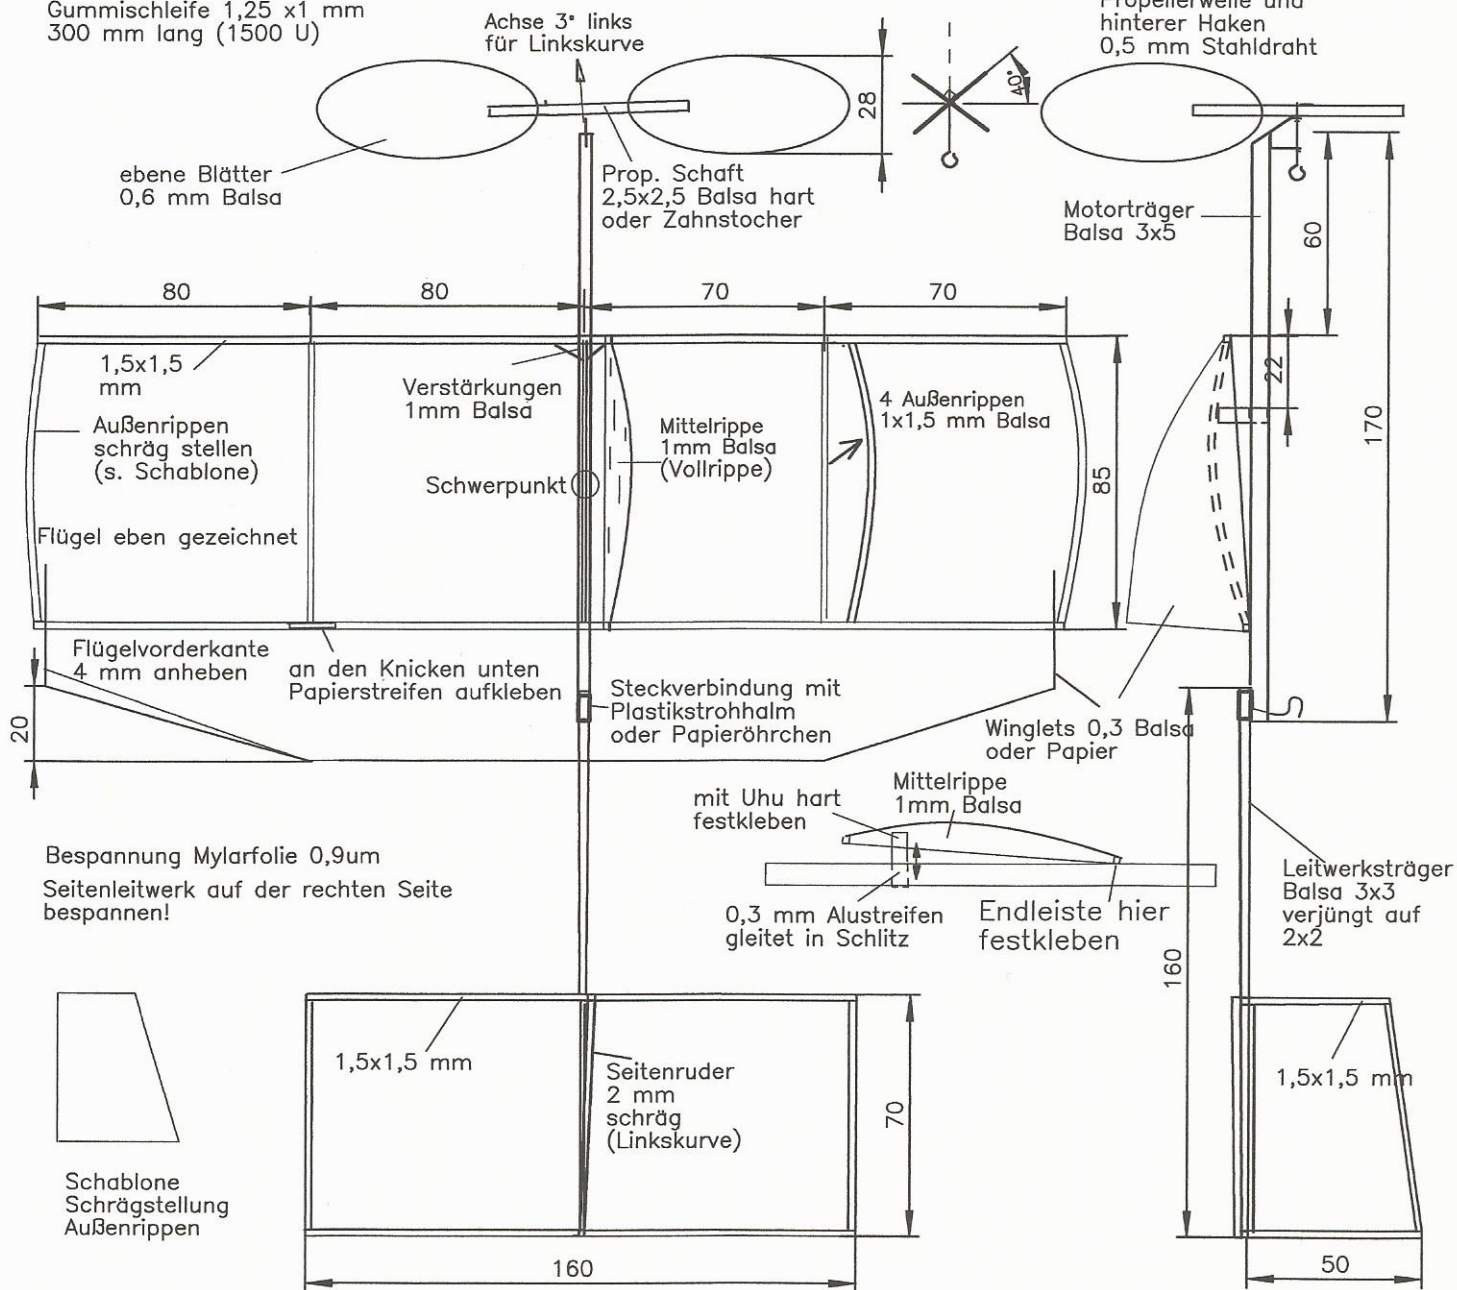 Gummischleife 1,25 x1 mm
300 mm lang (1500 U)
Achse 3° links
für Linkskurve
Propellerwelle und
hinterer Haken
0,5 mm Stahldraht
28
40°
ebene Blätter
0,6 mm Balsa
Prop. Schaft
2,5x2,5 Balsa hart
oder Zahnstocher
Motorträger
Balsa 3x5
60
80
80
70
70
1,5x1,5
mm
Verstärkungen
1mm Balsa
4 Außenrippen
1x1,5 mm Balsa
22
170
Außenrippen
schräg stellen
(s. Schablone)
Mittelrippe
1mm Balsa
(Vollrippe)
Schwerpunkt
85
Flügel eben gezeichnet
Flügelvorderkante
4 mm anheben
an den Knicken unten
Papierstreifen aufkleben
Steckverbindung mit
Plastikstrohhalm
oder Papieröhrchen
Winglets 0,3 Balsa
oder Papier
20
mit Uhu hart
festkleben
Mittelrippe
1mm Balsa
Bespannung Mylarfolie 0,9um
Seitenleitwerk auf der rechten Seite
bespannen!
0,3 mm Alustreifen
gleitet in Schlitz
Endleiste hier
festkleben
Leitwerksträger
Balsa 3x3
verjüngt auf
2x2
160
1,5x1,5 mm
Seitenruder
2 mm
schräg
(Linkskurve)
70
1,5x1,5 mm
Schablone
Schrägstellung
Außenrippen
160
50